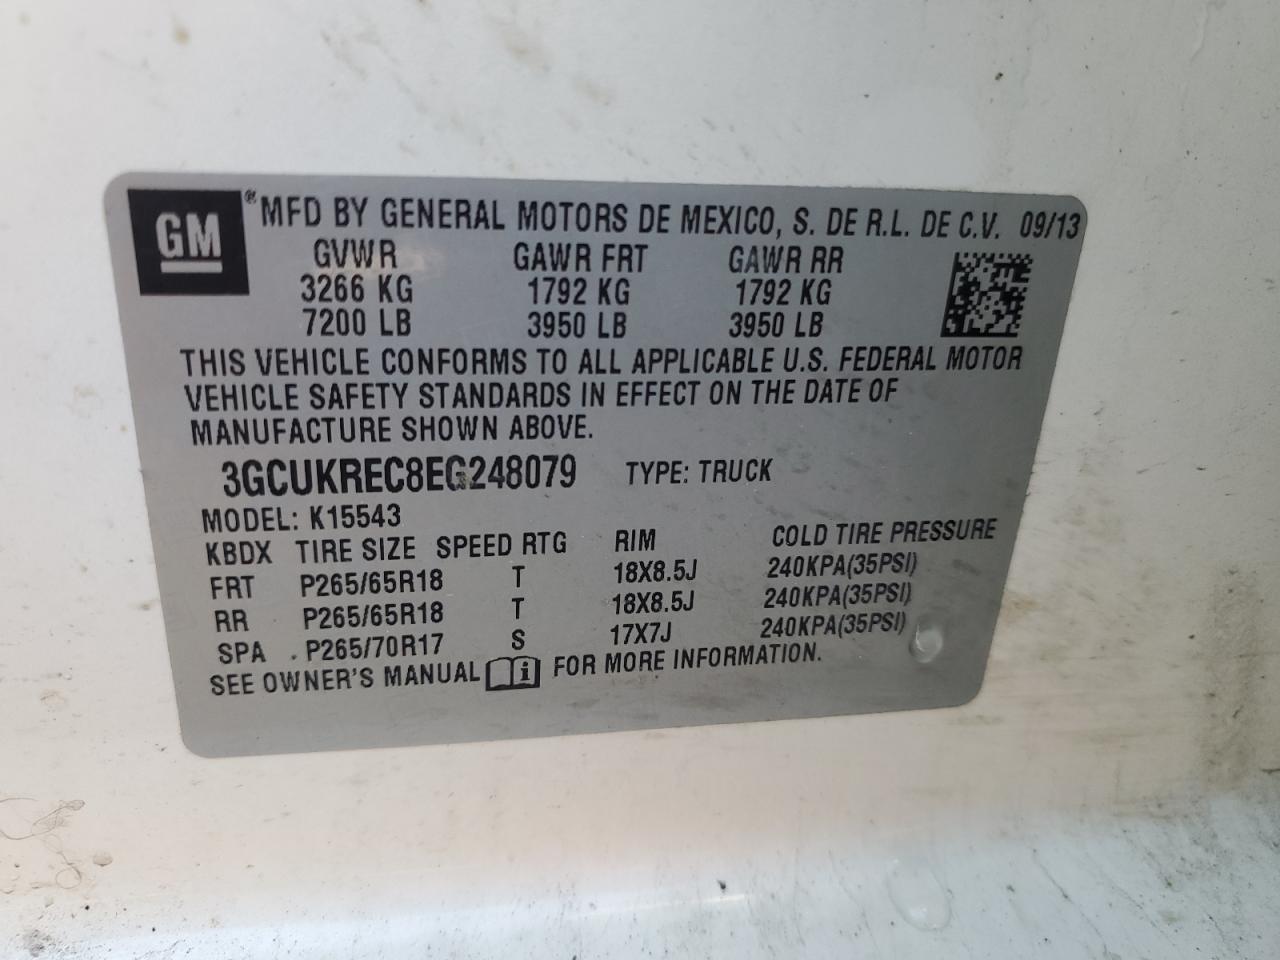 GM ® MFD BY GENERAL MOTORS DE MEXICO, S. DE R.L. DE C.V. 09/13
GVWR GAWR FRT GAWR RR
3266 KG 1792 KG 1792 KG
7200 LB 3950 LB 3950 LB
THIS VEHICLE CONFORMS TO ALL APPLICABLE U.S. FEDERAL MOTOR
VEHICLE SAFETY STANDARDS IN EFFECT ON THE DATE OF
MANUFACTURE SHOWN ABOVE.
3GCUKREC8EG248079 TYPE: TRUCK
MODEL: K15543
KBDX TIRE SIZE SPEED RTG RIM COLD TIRE PRESSURE
FRT P265/65R18 T 18X8.5J 240KPA(35PSI)
RR P265/65R18 T 18X8.5J 240KPA(35PSI)
SPA P265/70R17 S 17X7J 240KPA(35PSI)
SEE OWNER'S MANUAL i FOR MORE INFORMATION.